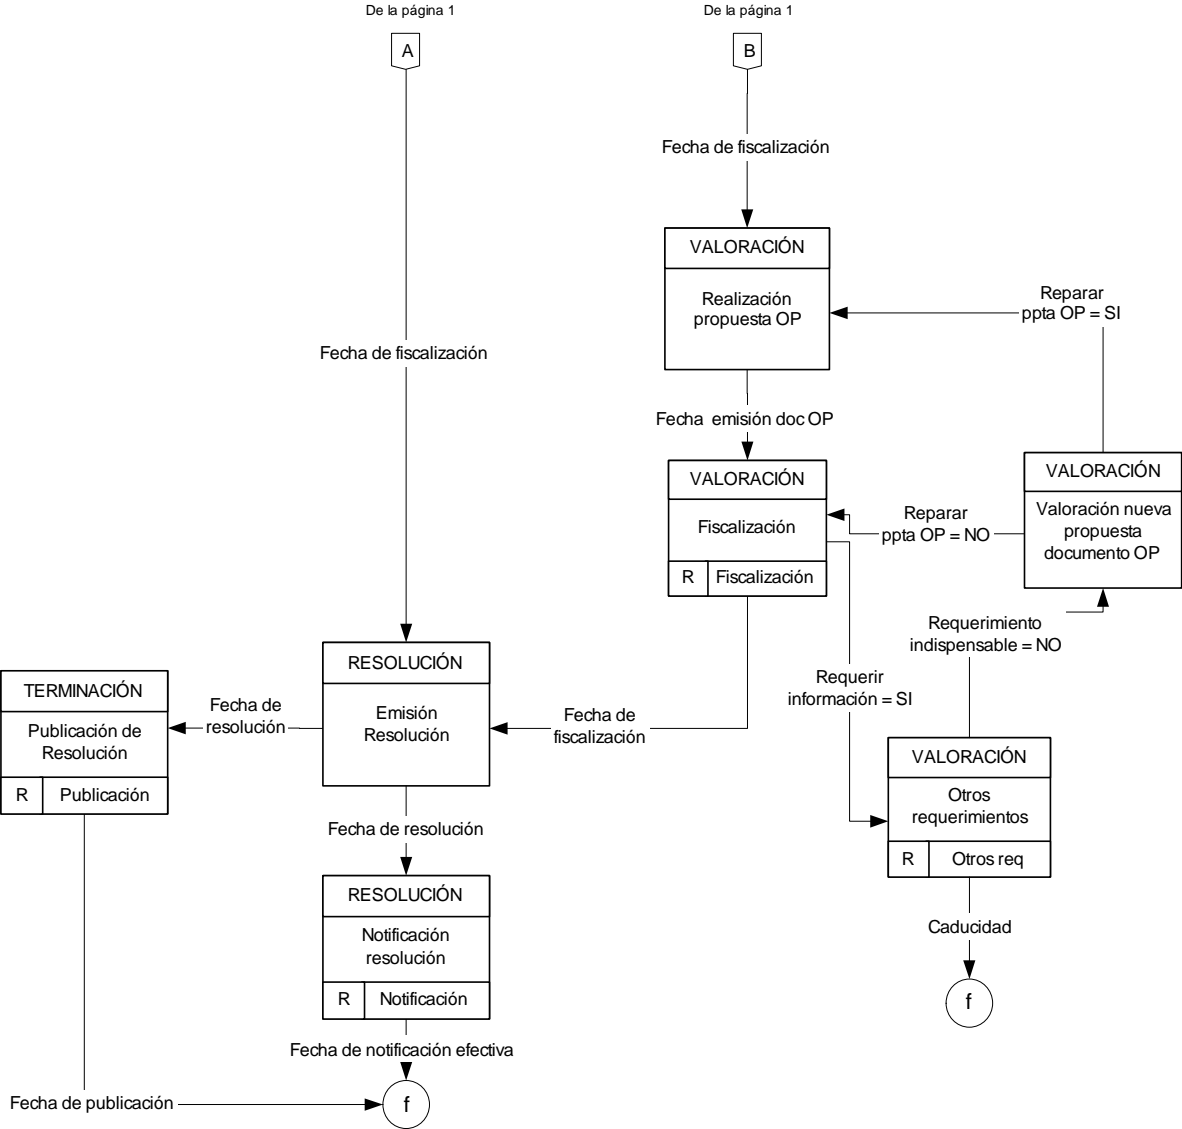 De la página 1
De la página 1
A
B
Fecha de fiscalización
VALORACIÓN
Realización
propuesta OP
Reparar
ppta OP = SI
Fecha de fiscalización
Fecha emisión doc OP
VALORACIÓN
Fiscalización
R
Fiscalización
Reparar
ppta OP = NO
VALORACIÓN
Valoración nueva
propuesta
documento OP
Requerimiento
indispensable = NO
Requerir
información = SI
RESOLUCIÓN
Emisión
Resolución
Fecha de
fiscalización
Fecha de
resolución
TERMINACIÓN
Publicación de
Resolución
R
Publicación
VALORACIÓN
Otros
requerimientos
R
Otros req
Fecha de resolución
RESOLUCIÓN
Notificación
resolución
R
Notificación
Caducidad
f
Fecha de notificación efectiva
Fecha de publicación
f